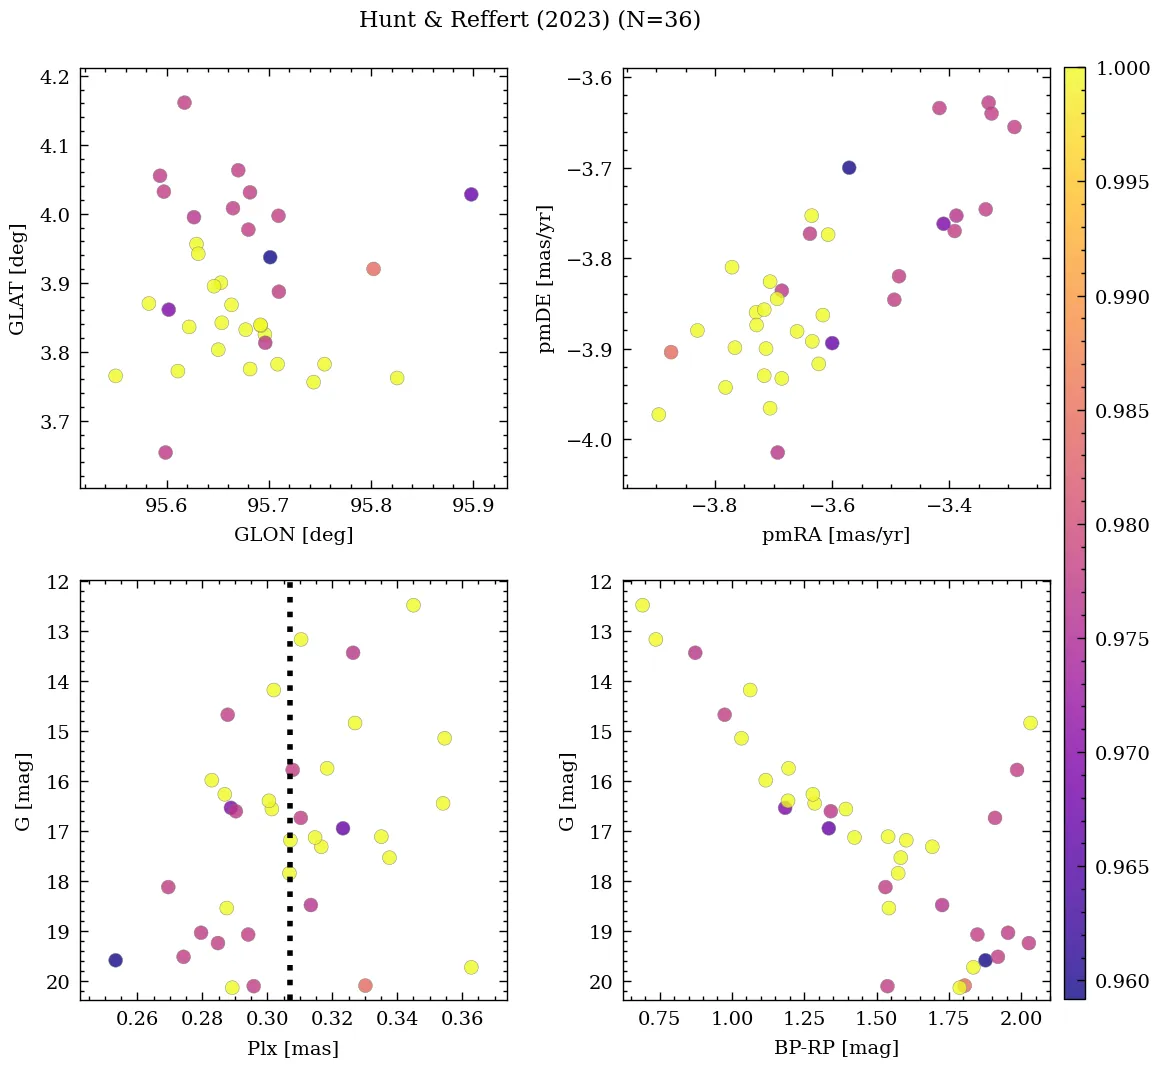 Hunt & Reffert (2023) (N=36)
4.2
4.1
4.0
3.9
3.8
3.7
GLAT [deg]
95.6 95.7 95.8 95.9
GLON [deg]
−3.6
−3.7
−3.8
−3.9
−4.0
pmDE [mas/yr]
−3.8 −3.6 −3.4
pmRA [mas/yr]
12
13
14
15
16
17
18
19
20
G [mag]
0.26 0.28 0.30 0.32 0.34 0.36
Plx [mas]
12
13
14
15
16
17
18
19
20
G [mag]
0.75 1.00 1.25 1.50 1.75 2.00
BP-RP [mag]
1.000
0.995
0.990
0.985
0.980
0.975
0.970
0.965
0.960